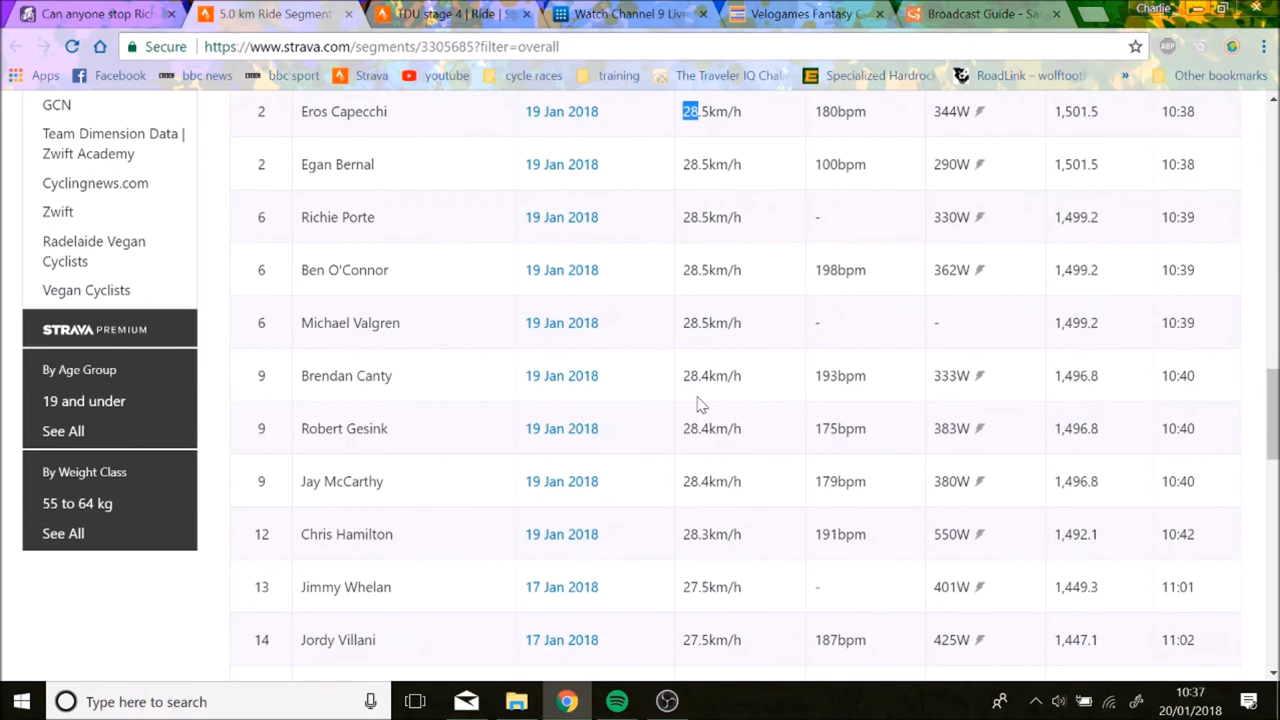 Can anyone stop Rich
5.0 km Ride Segment
TDU stage 4 | Ride | S
Watch Channel 9 Live
Velogames Fantasy C
Broadcast Guide - Sa
Charlie
Secure
https://www.strava.com/segments/3305685?filter=overall
ABP
Apps
Facebook
bbc news
bbc sport
Strava
youtube
cycle races
training
The Traveler IQ Chal
Specialized Hardroc
RoadLink – wolftoot
»
Other bookmarks
GCN
Team Dimension Data |
Zwift Academy
Cyclingnews.com
Zwift
Radelaide Vegan
Cyclists
Vegan Cyclists
STRAVA PREMIUM
By Age Group
19 and under
See All
By Weight Class
55 to 64 kg
See All
2 Eros Capecchi 19 Jan 2018 28.5km/h 180bpm 344W 1,501.5 10:38
2 Egan Bernal 19 Jan 2018 28.5km/h 100bpm 290W 1,501.5 10:38
6 Richie Porte 19 Jan 2018 28.5km/h - 330W 1,499.2 10:39
6 Ben O'Connor 19 Jan 2018 28.5km/h 198bpm 362W 1,499.2 10:39
6 Michael Valgren 19 Jan 2018 28.5km/h - - 1,499.2 10:39
9 Brendan Canty 19 Jan 2018 28.4km/h 193bpm 333W 1,496.8 10:40
9 Robert Gesink 19 Jan 2018 28.4km/h 175bpm 383W 1,496.8 10:40
9 Jay McCarthy 19 Jan 2018 28.4km/h 179bpm 380W 1,496.8 10:40
12 Chris Hamilton 19 Jan 2018 28.3km/h 191bpm 550W 1,492.1 10:42
13 Jimmy Whelan 17 Jan 2018 27.5km/h - 401W 1,449.3 11:01
14 Jordy Villani 17 Jan 2018 27.5km/h 187bpm 425W 1,447.1 11:02
Type here to search
10:37
20/01/2018